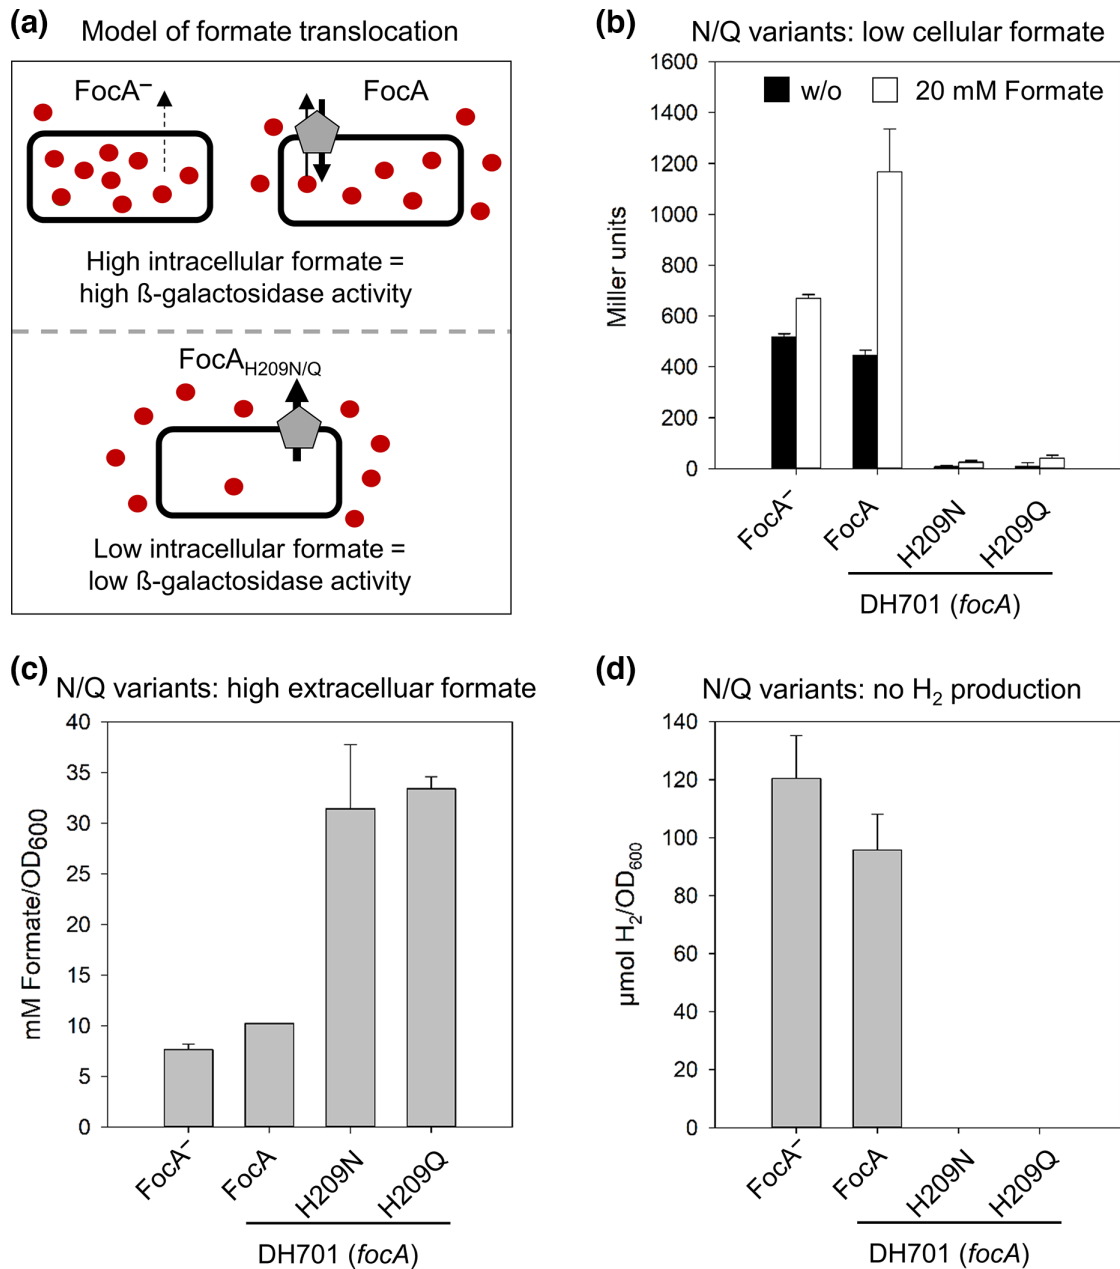 (a) Model of formate translocation
FocA⁻
FocA
High intracellular formate =
high ß-galactosidase activity
FocA_H209N/Q
Low intracellular formate =
low ß-galactosidase activity
(b) N/Q variants: low cellular formate
1600
1400
1200
1000
800
600
400
200
0
Miller units
w/o 20 mM Formate
FocA⁻ FocA H209N H209Q
DH701 (focA)
(c)
N/Q variants: high extracelluar formate
40
35
30
25
20
15
10
5
0
mM Formate/OD₆₀₀
FocA⁻ FocA H209N H209Q
DH701 (focA)
(d)
N/Q variants: no H₂ production
140
120
100
80
60
40
20
0
µmol H₂/OD₆₀₀
FocA⁻ FocA H209N H209Q
DH701 (focA)